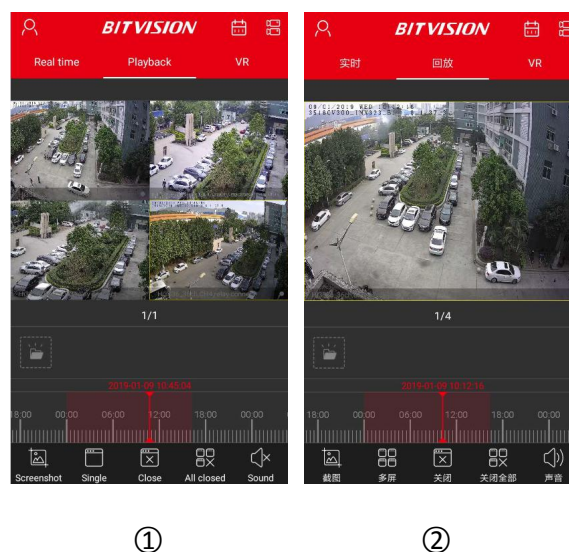 BITVISION
Real time Playback VR
1/1
2019-01-09 10:45:04
18:00 00:00 06:00 12:00 18:00 00:00
Screenshot Single Close All closed Sound
①
BITVISION
实时 回放 VR
1/4
2019-01-09 10:12:16
18:00 00:00 06:00 12:00 18:00 00:00
截图 多屏 关闭 关闭全部 声音
②